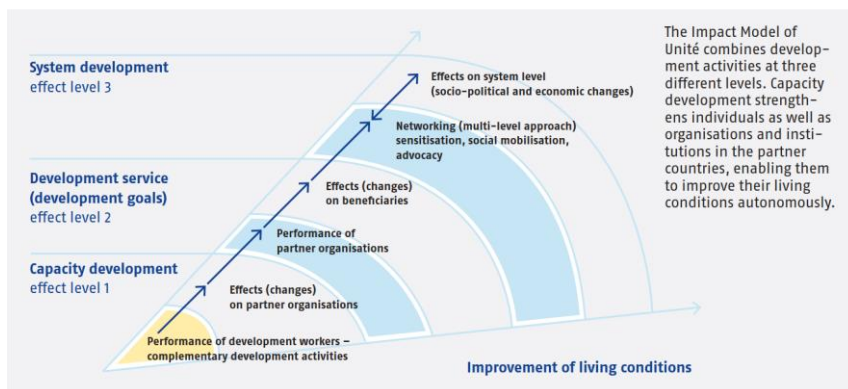 System development
effect level 3
Development service
(development goals)
effect level 2
Capacity development
effect level 1
Effects on system level
(socio-political and economic changes)
Networking (multi-level approach)
sensitisation, social mobilisation,
advocacy
Effects (changes)
on beneficiaries
Performance of
partner organisations
Effects (changes)
on partner organisations
Performance of development workers –
complementary development activities
Improvement of living conditions
The Impact Model of
Unité combines develop-
ment activities at three
different levels. Capacity
development strength-
ens individuals as well as
organisations and insti-
tutions in the partner
countries, enabling them
to improve their living
conditions autonomously.